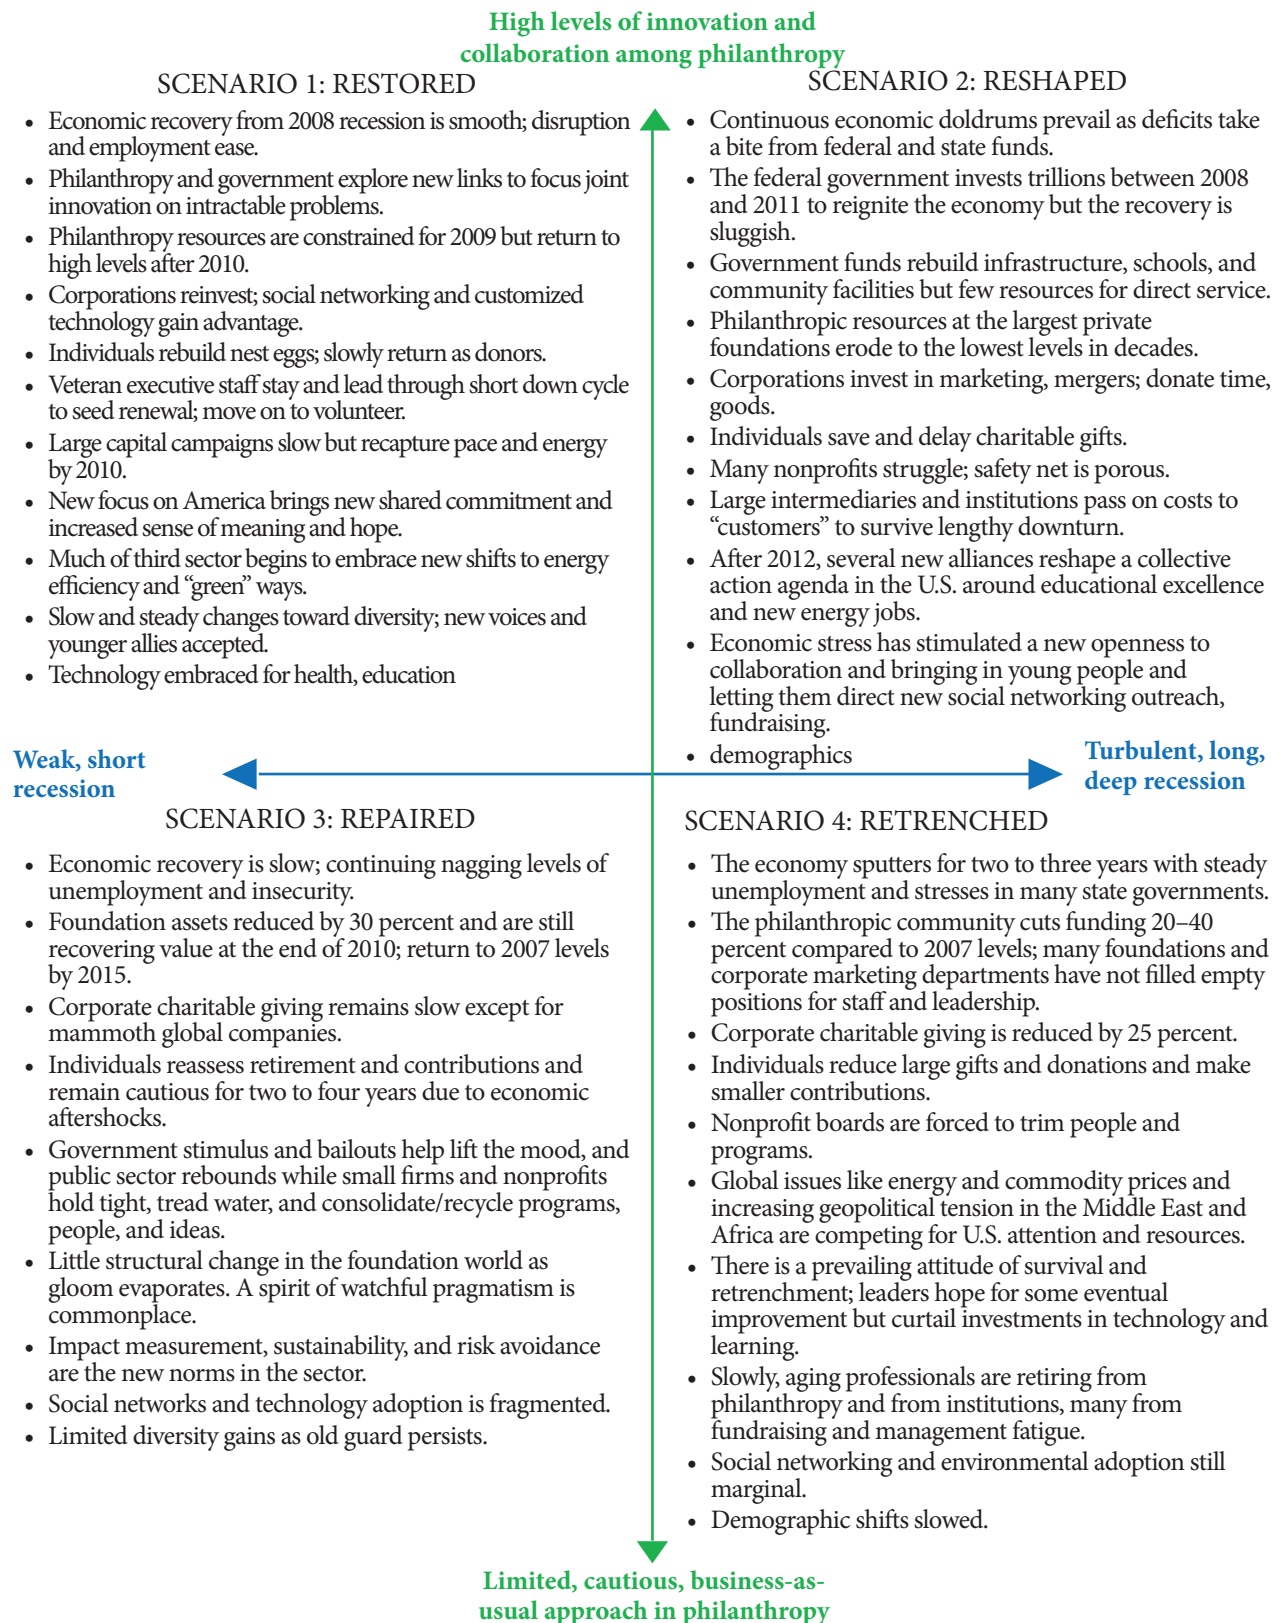 High levels of innovation and
collaboration among philanthropy
SCENARIO 1: RESTORED
• Economic recovery from 2008 recession is smooth; disruption
and employment ease.
• Philanthropy and government explore new links to focus joint
innovation on intractable problems.
• Philanthropy resources are constrained for 2009 but return to
high levels after 2010.
• Corporations reinvest; social networking and customized
technology gain advantage.
• Individuals rebuild nest eggs; slowly return as donors.
• Veteran executive staff stay and lead through short down cycle
to seed renewal; move on to volunteer.
• Large capital campaigns slow but recapture pace and energy
by 2010.
• New focus on America brings new shared commitment and
increased sense of meaning and hope.
• Much of third sector begins to embrace new shifts to energy
efficiency and “green” ways.
• Slow and steady changes toward diversity; new voices and
younger allies accepted.
• Technology embraced for health, education
SCENARIO 2: RESHAPED
• Continuous economic doldrums prevail as deficits take
a bite from federal and state funds.
• The federal government invests trillions between 2008
and 2011 to reignite the economy but the recovery is
sluggish.
• Government funds rebuild infrastructure, schools, and
community facilities but few resources for direct service.
• Philanthropic resources at the largest private
foundations erode to the lowest levels in decades.
• Corporations invest in marketing, mergers; donate time,
goods.
• Individuals save and delay charitable gifts.
• Many nonprofits struggle; safety net is porous.
• Large intermediaries and institutions pass on costs to
“customers” to survive lengthy downturn.
• After 2012, several new alliances reshape a collective
action agenda in the U.S. around educational excellence
and new energy jobs.
• Economic stress has stimulated a new openness to
collaboration and bringing in young people and
letting them direct new social networking outreach,
fundraising.
• demographics
Weak, short
recession
Turbulent, long,
deep recession
SCENARIO 3: REPAIRED
• Economic recovery is slow; continuing nagging levels of
unemployment and insecurity.
• Foundation assets reduced by 30 percent and are still
recovering value at the end of 2010; return to 2007 levels
by 2015.
• Corporate charitable giving remains slow except for
mammoth global companies.
• Individuals reassess retirement and contributions and
remain cautious for two to four years due to economic
aftershocks.
• Government stimulus and bailouts help lift the mood, and
public sector rebounds while small firms and nonprofits
hold tight, tread water, and consolidate/recycle programs,
people, and ideas.
• Little structural change in the foundation world as
gloom evaporates. A spirit of watchful pragmatism is
commonplace.
• Impact measurement, sustainability, and risk avoidance
are the new norms in the sector.
• Social networks and technology adoption is fragmented.
• Limited diversity gains as old guard persists.
SCENARIO 4: RETRENCHED
• The economy sputters for two to three years with steady
unemployment and stresses in many state governments.
• The philanthropic community cuts funding 20–40
percent compared to 2007 levels; many foundations and
corporate marketing departments have not filled empty
positions for staff and leadership.
• Corporate charitable giving is reduced by 25 percent.
• Individuals reduce large gifts and donations and make
smaller contributions.
• Nonprofit boards are forced to trim people and
programs.
• Global issues like energy and commodity prices and
increasing geopolitical tension in the Middle East and
Africa are competing for U.S. attention and resources.
• There is a prevailing attitude of survival and
retrenchment; leaders hope for some eventual
improvement but curtail investments in technology and
learning.
• Slowly, aging professionals are retiring from
philanthropy and from institutions, many from
fundraising and management fatigue.
• Social networking and environmental adoption still
marginal.
• Demographic shifts slowed.
Limited, cautious, business-as-
usual approach in philanthropy